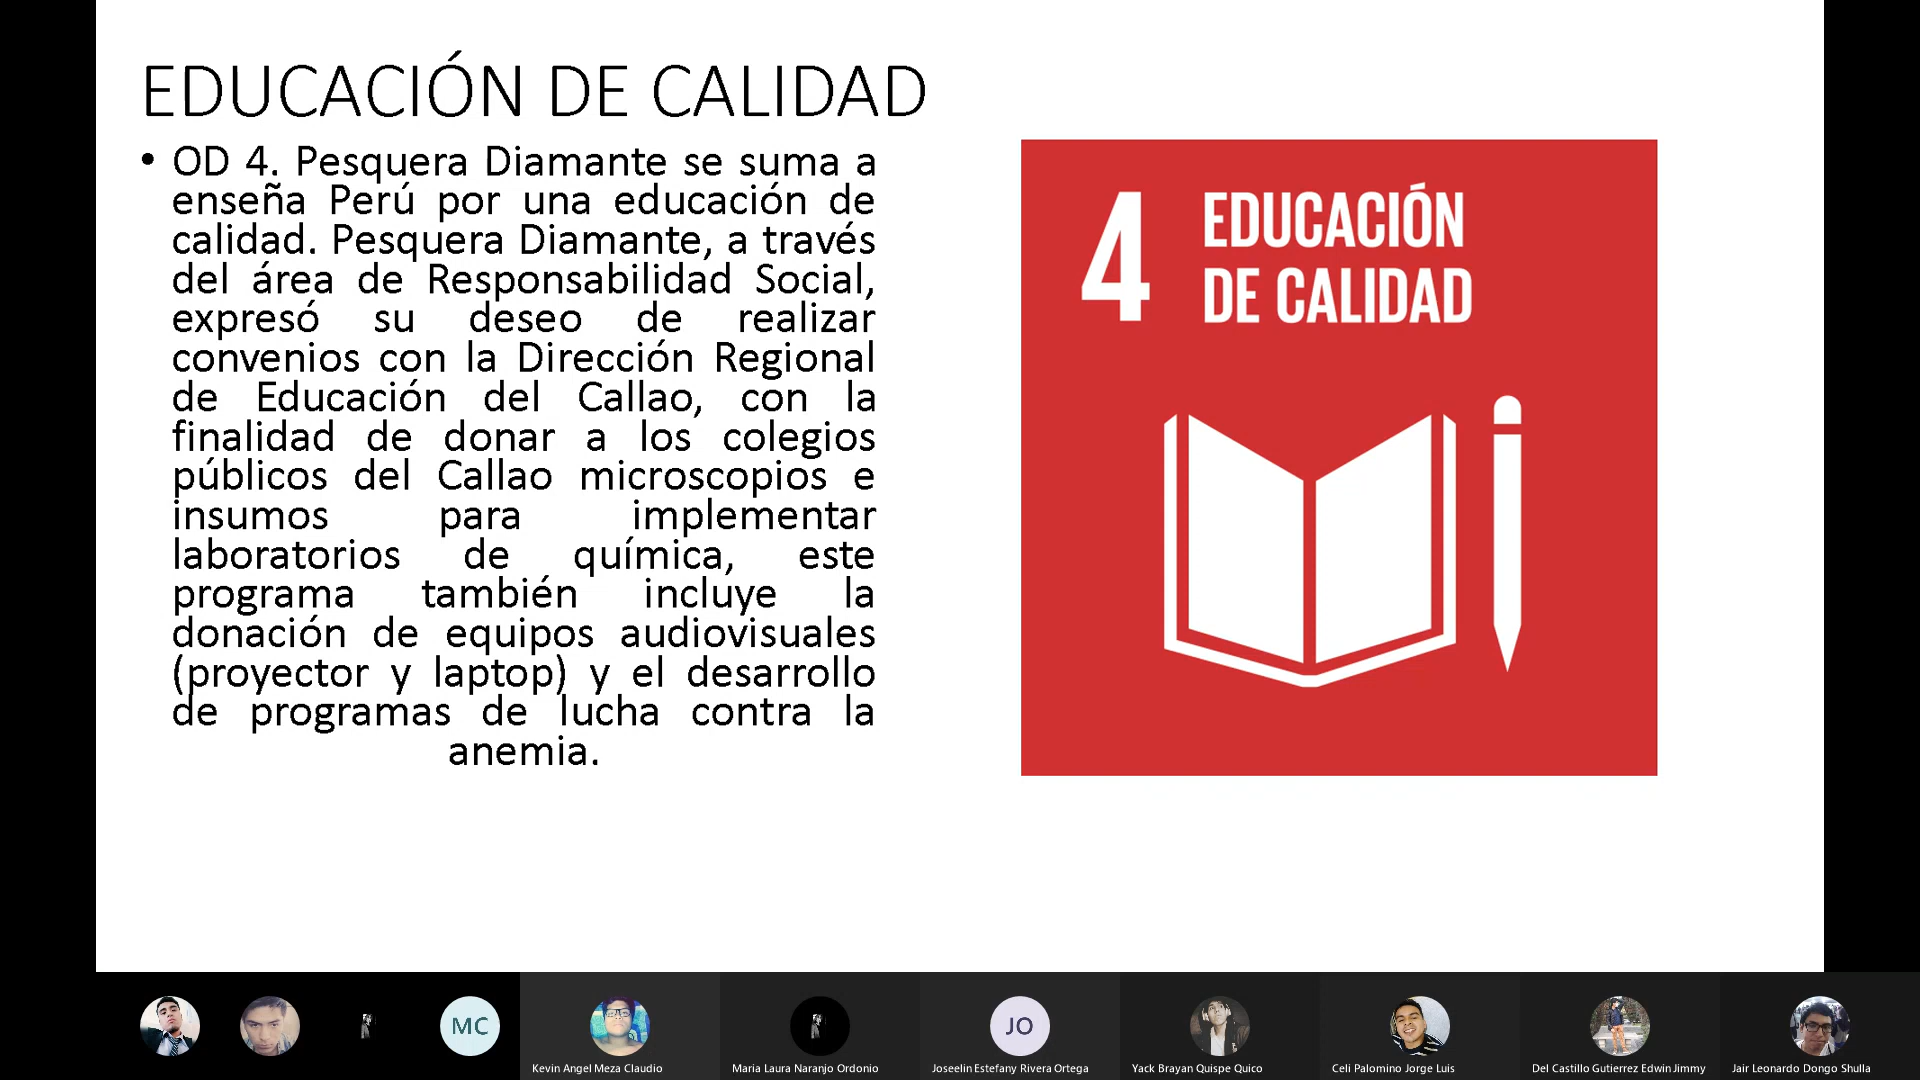 EDUCACIÓN DE CALIDAD
• OD 4. Pesquera Diamante se suma a
enseña Perú por una educación de
calidad. Pesquera Diamante, a través
del área de Responsabilidad Social,
expresó su deseo de realizar
convenios con la Dirección Regional
de Educación del Callao, con la
finalidad de donar a los colegios
públicos del Callao microscopios e
insumos para implementar
laboratorios de química, este
programa también incluye la
donación de equipos audiovisuales
(proyector y laptop) y el desarrollo
de programas de lucha contra la
anemia.
4 EDUCACIÓN
DE CALIDAD
MC
JO
Kevin Angel Meza Claudio
Maria Laura Naranjo Ordonio
Joseelin Estefany Rivera Ortega
Yack Brayan Quispe Quico
Celi Palomino Jorge Luis
Del Castillo Gutierrez Edwin Jimmy
Jair Leonardo Dongo Shulla